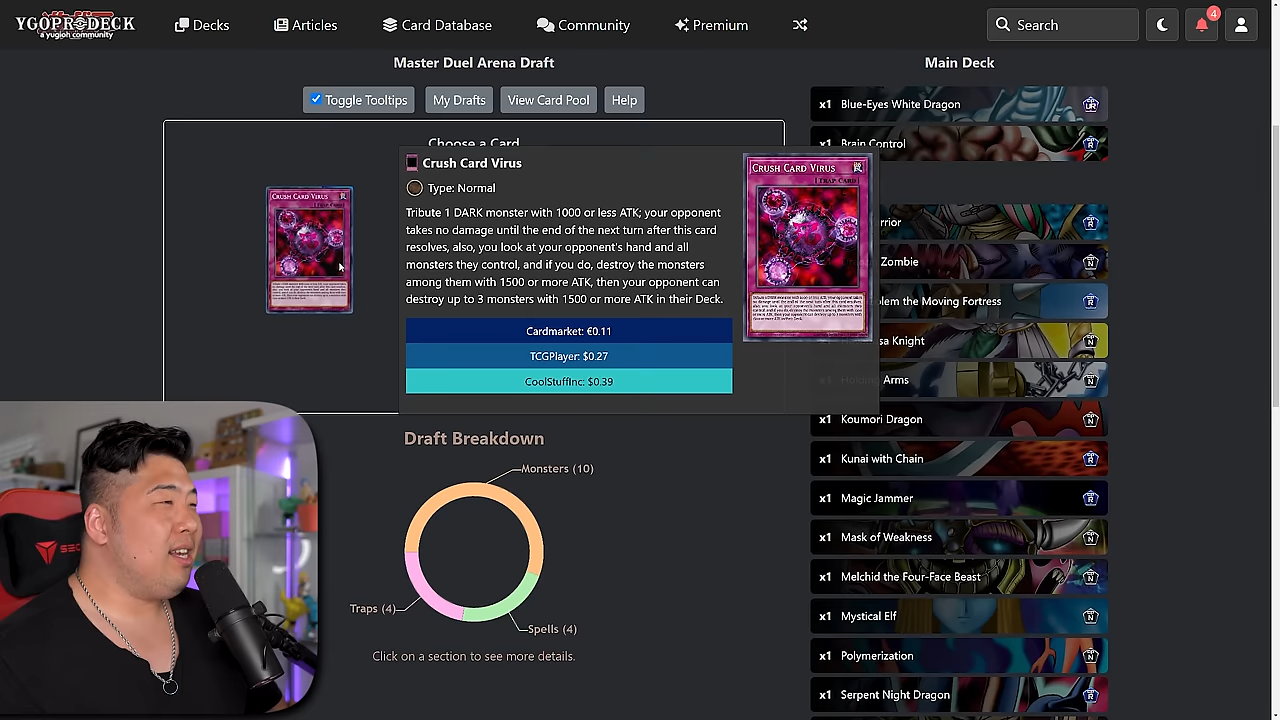 YGOPRODECK
a yugioh community
Decks
Articles
Card Database
Community
Premium
Search
4
Master Duel Arena Draft
Toggle Tooltips
My Drafts
View Card Pool
Help
Choose a Card
CRUSH CARD VIRUS
Crush Card Virus
Type: Normal
Tribute 1 DARK monster with 1000 or less ATK; your opponent
takes no damage until the end of the next turn after this card
resolves, also, you look at your opponent's hand and all
monsters they control, and if you do, destroy the monsters
among them with 1500 or more ATK, then your opponent can
destroy monsters with 1500 or more ATK in their Deck.
Cardmarket: €0.11
TCGPlayer: $0.27
CoolStuffInc: $0.39
CRUSH CARD VIRUS
TRAP CARD
Draft Breakdown
Monsters (10)
Traps (4)
Spells (4)
Click on a section to see more details.
Main Deck
x1 Blue-Eyes White Dragon
x1 Brain Control
Zombie
the Moving Fortress
Knight
x1 Arms
x1 Koumori Dragon
x1 Kunai with Chain
x1 Magic Jammer
x1 Mask of Weakness
x1 Melchid the Four-Face Beast
x1 Mystical Elf
x1 Polymerization
x1 Serpent Night Dragon